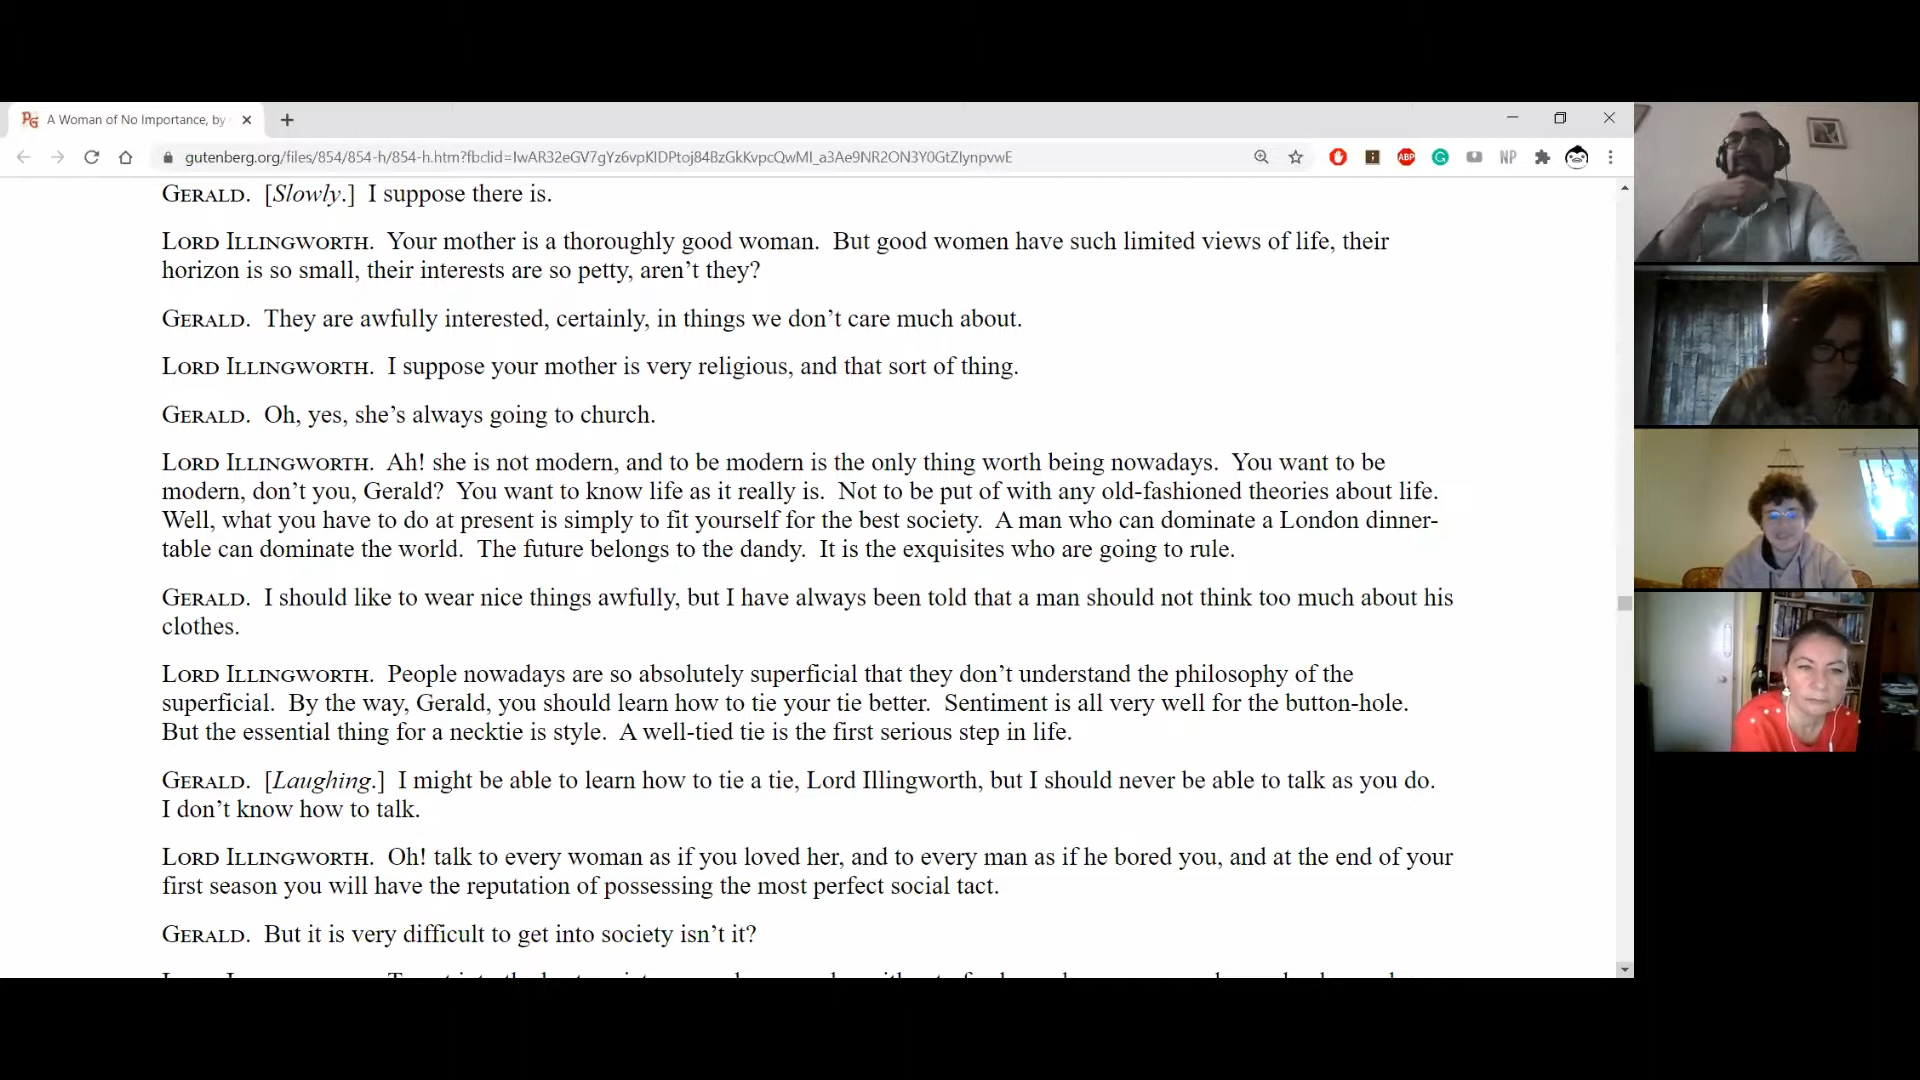 A Woman of No Importance, by
gutenberg.org/files/854/854-h/854-h.htm?fbclid=IwAR32eGV7gYz6vpKIDPtoj84BzGkKvpcQwMI_a3Ae9NR2ON3Y0GtZIynpvwE
ABP
NP
GERALD. [Slowly.] I suppose there is.
LORD ILLINGWORTH. Your mother is a thoroughly good woman. But good women have such limited views of life, their
horizon is so small, their interests are so petty, aren’t they?
GERALD. They are awfully interested, certainly, in things we don’t care much about.
LORD ILLINGWORTH. I suppose your mother is very religious, and that sort of thing.
GERALD. Oh, yes, she’s always going to church.
LORD ILLINGWORTH. Ah! she is not modern, and to be modern is the only thing worth being nowadays. You want to be
modern, don’t you, Gerald? You want to know life as it really is. Not to be put of with any old-fashioned theories about life.
Well, what you have to do at present is simply to fit yourself for the best society. A man who can dominate a London dinner-
table can dominate the world. The future belongs to the dandy. It is the exquisites who are going to rule.
GERALD. I should like to wear nice things awfully, but I have always been told that a man should not think too much about his
clothes.
LORD ILLINGWORTH. People nowadays are so absolutely superficial that they don’t understand the philosophy of the
superficial. By the way, Gerald, you should learn how to tie your tie better. Sentiment is all very well for the button-hole.
But the essential thing for a necktie is style. A well-tied tie is the first serious step in life.
GERALD. [Laughing.] I might be able to learn how to tie a tie, Lord Illingworth, but I should never be able to talk as you do.
I don’t know how to talk.
LORD ILLINGWORTH. Oh! talk to every woman as if you loved her, and to every man as if he bored you, and at the end of your
first season you will have the reputation of possessing the most perfect social tact.
GERALD. But it is very difficult to get into society isn’t it?